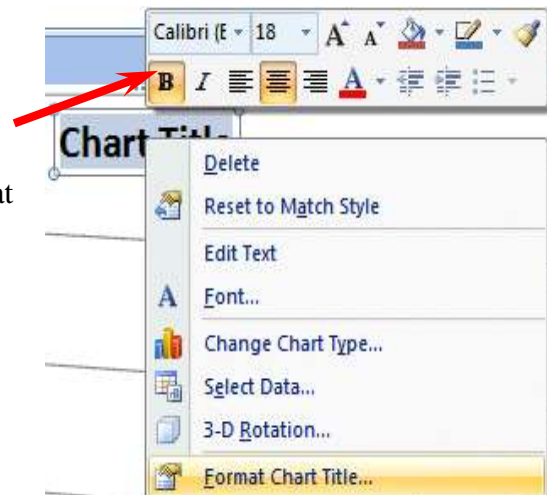 Calibri (E 18 A A
B I A
Chart Title
at
Delete
Reset to Match Style
Edit Text
A Font...
Change Chart Type...
Select Data...
3-D Rotation...
Format Chart Title...